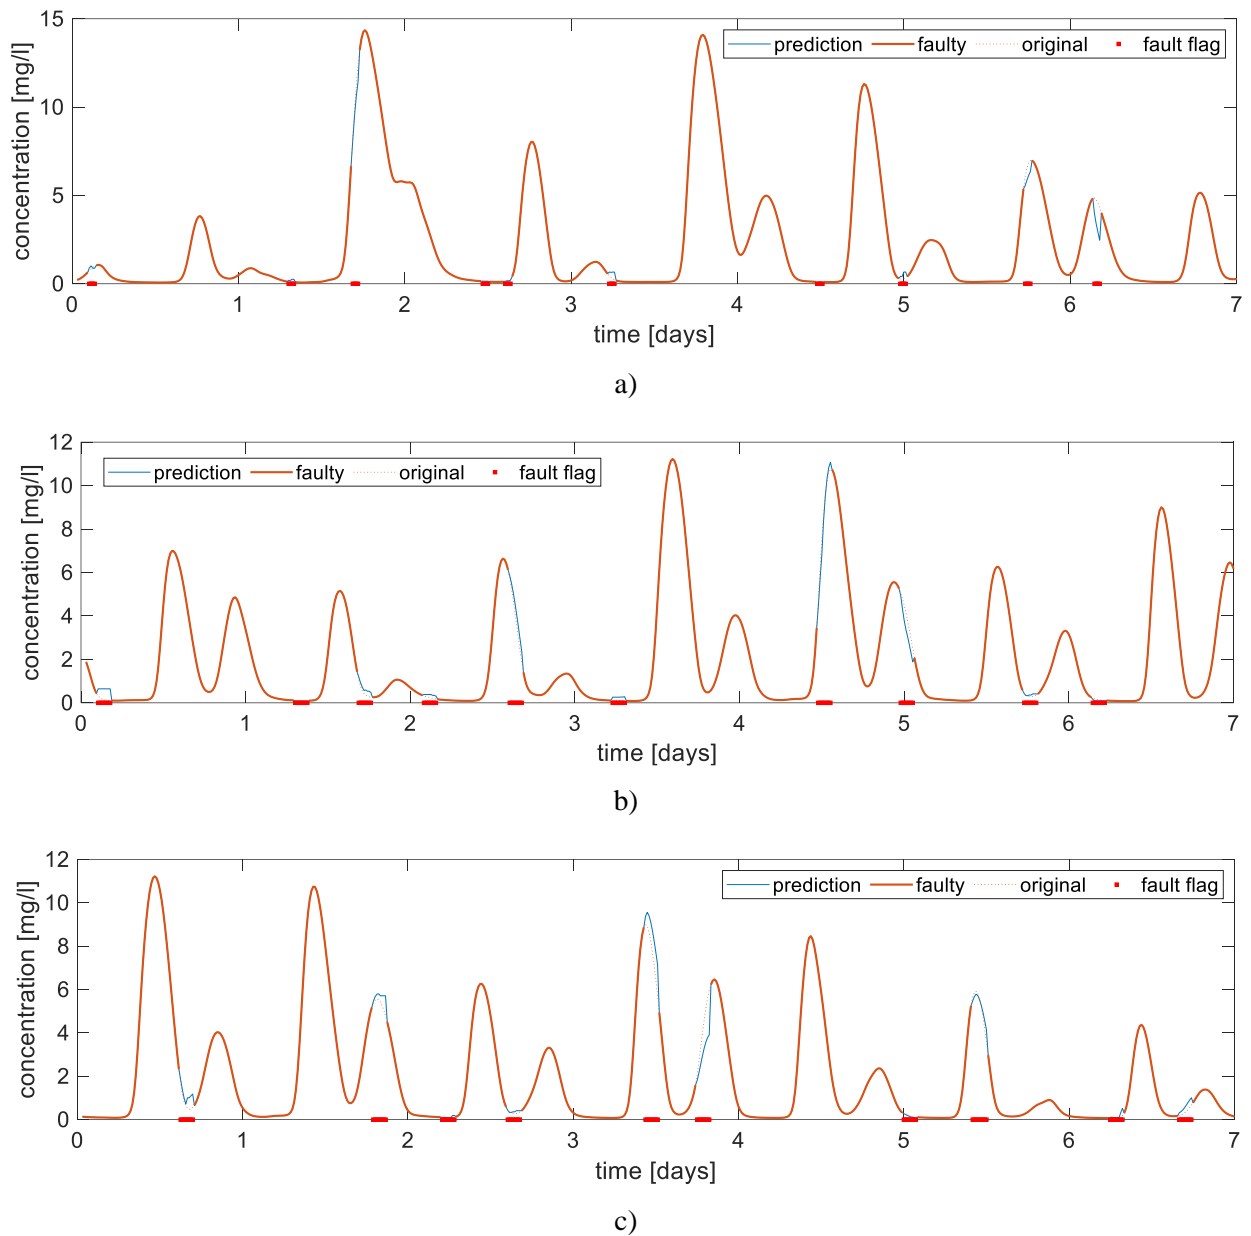 15
10
5
0
concentration [mg/l]
prediction faulty original fault flag
0 1 2 3 4 5 6 7
time [days]
a)
12
10
8
6
4
2
0
concentration [mg/l]
prediction faulty original fault flag
0 1 2 3 4 5 6 7
time [days]
b)
12
10
8
6
4
2
0
concentration [mg/l]
prediction faulty original fault flag
0 1 2 3 4 5 6 7
time [days]
c)